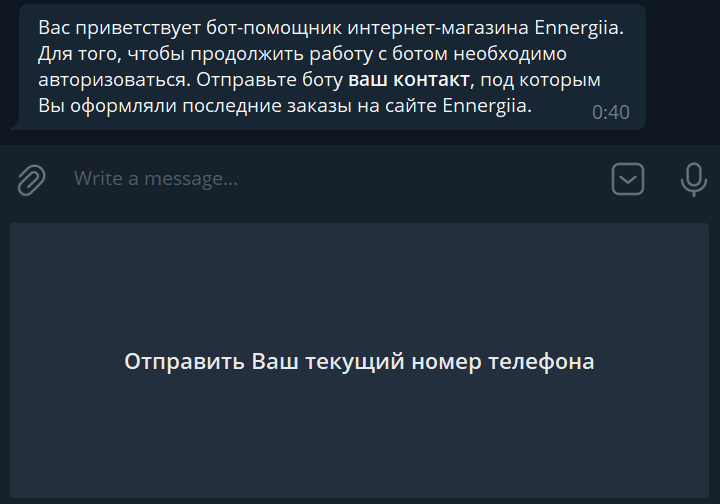 Вас приветствует бот-помощник интернет-магазина Ennergiia.
Для того, чтобы продолжить работу с ботом необходимо
авторизоваться. Отправьте боту ваш контакт, под которым
Вы оформляли последние заказы на сайте Ennergiia.
0:40
Write a message...
Отправить Ваш текущий номер телефона